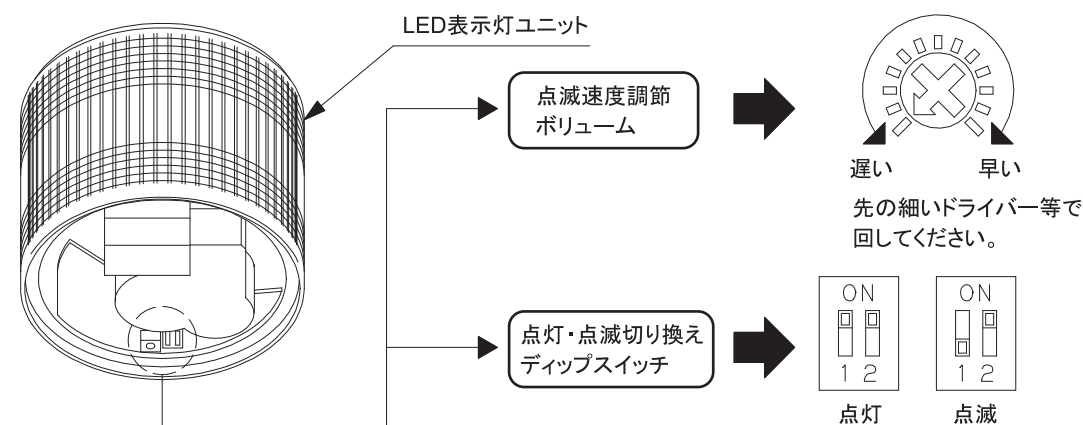 LED表示灯ユニット
点滅速度調節
ボリューム
遅い
早い
先の細いドライバー等で
回してください。
点灯・点滅切り換え
ディップスイッチ
ON
1 2
点灯
ON
1 2
点滅